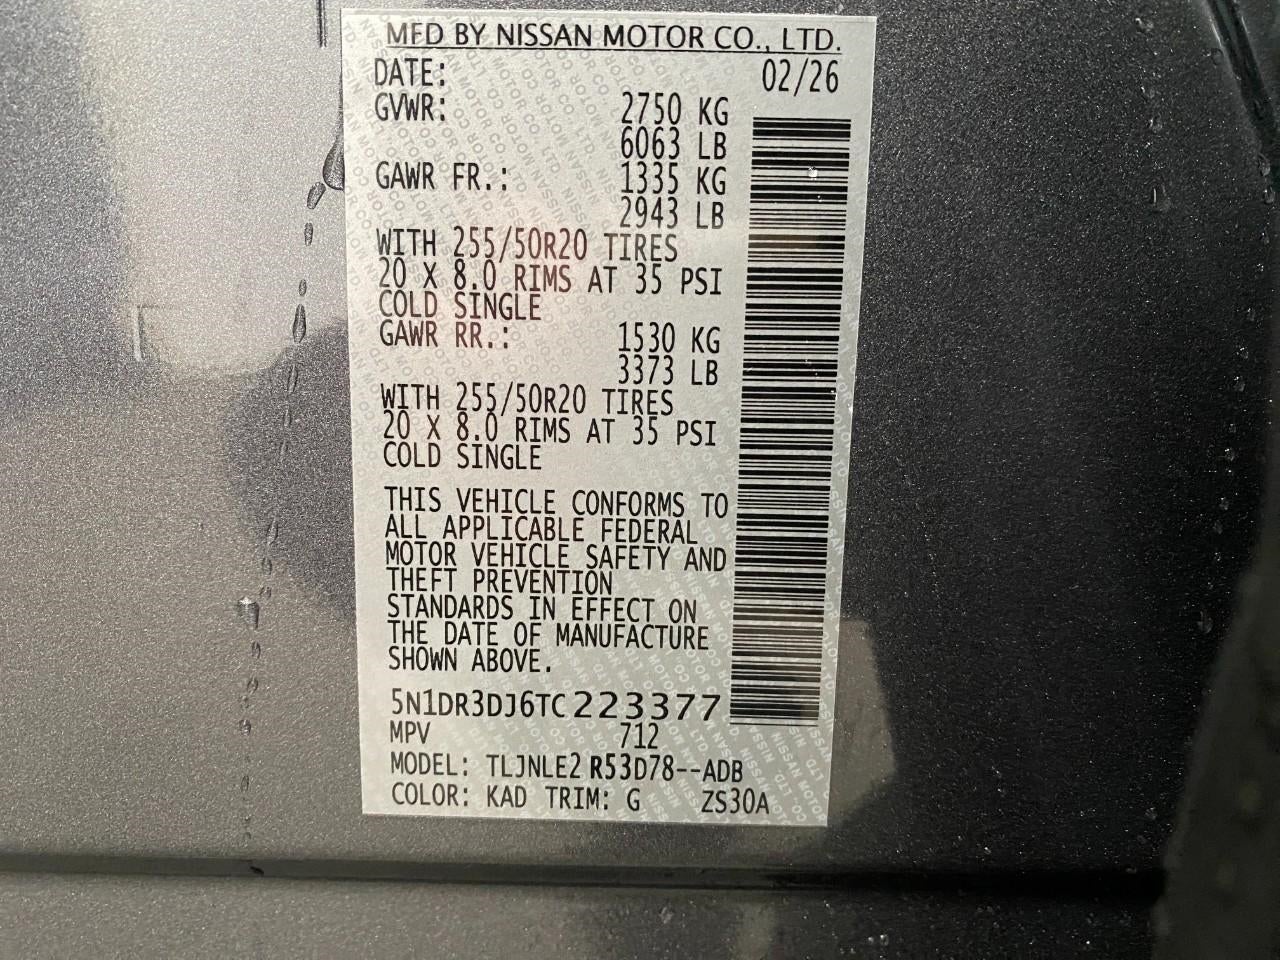 MFD BY NISSAN MOTOR CO., LTD.
DATE: 02/26
GVWR: 2750 KG
6063 LB
GAWR FR.: 1335 KG
2943 LB
WITH 255/50R20 TIRES
20 X 8.0 RIMS AT 35 PSI
COLD SINGLE
GAWR RR.: 1530 KG
3373 LB
WITH 255/50R20 TIRES
20 X 8.0 RIMS AT 35 PSI
COLD SINGLE
THIS VEHICLE CONFORMS TO
ALL APPLICABLE FEDERAL
MOTOR VEHICLE SAFETY AND
THEFT PREVENTION
STANDARDS IN EFFECT ON
THE DATE OF MANUFACTURE
SHOWN ABOVE.
5N1DR3DJ6TC223377
MPV 712
MODEL: TLJNLE2 R53D78--ADB
COLOR: KAD TRIM: G ZS30A